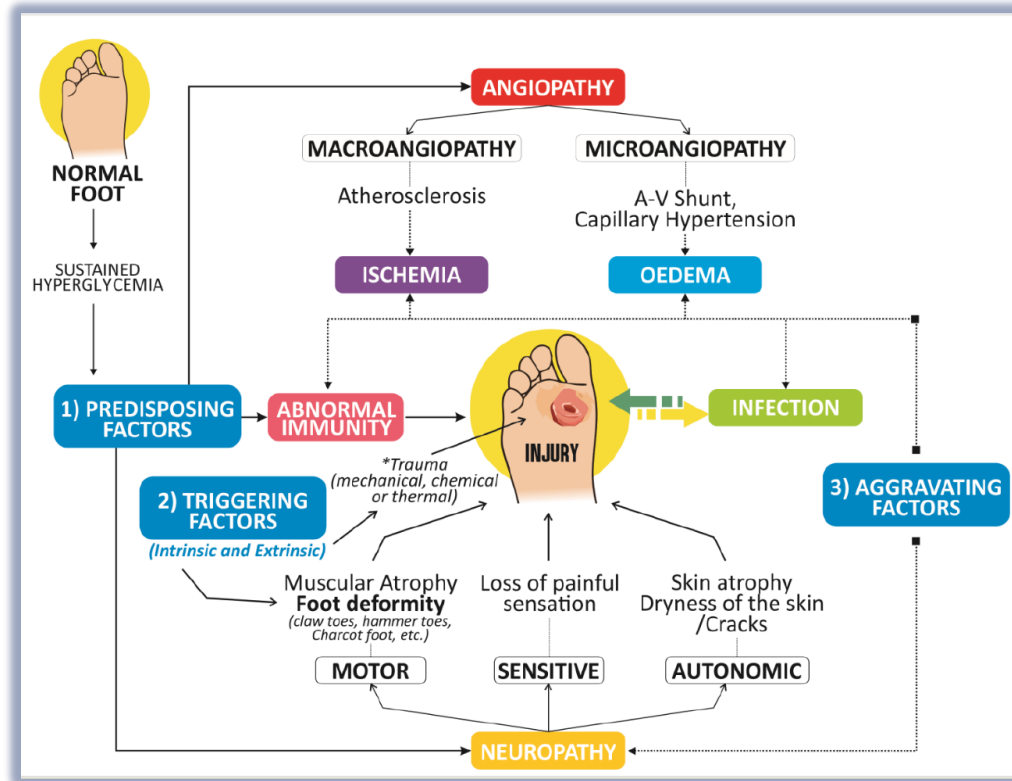 ANGIOPATHY
MACROANGIOPATHY
MICROANGIOPATHY
NORMAL
FOOT
Atherosclerosis
A-V Shunt,
Capillary Hypertension
SUSTAINED
HYPERGLYCEMIA
ISCHEMIA
OEDEMA
1) PREDISPOSING
FACTORS
ABNORMAL
IMMUNITY
INJURY
INFECTION
*Trauma
(mechanical, chemical
or thermal)
2) TRIGGERING
FACTORS
(Intrinsic and Extrinsic)
3) AGGRAVATING
FACTORS
Muscular Atrophy
Foot deformity
(claw toes, hammer toes,
Charcot foot, etc.)
Loss of painful
sensation
Skin atrophy
Dryness of the skin
/Cracks
MOTOR
SENSITIVE
AUTONOMIC
NEUROPATHY